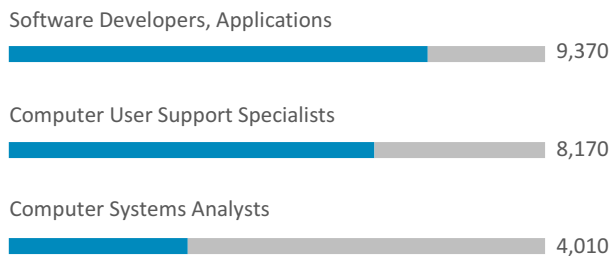 Software Developers, Applications
9,370
Computer User Support Specialists
8,170
Computer Systems Analysts
4,010